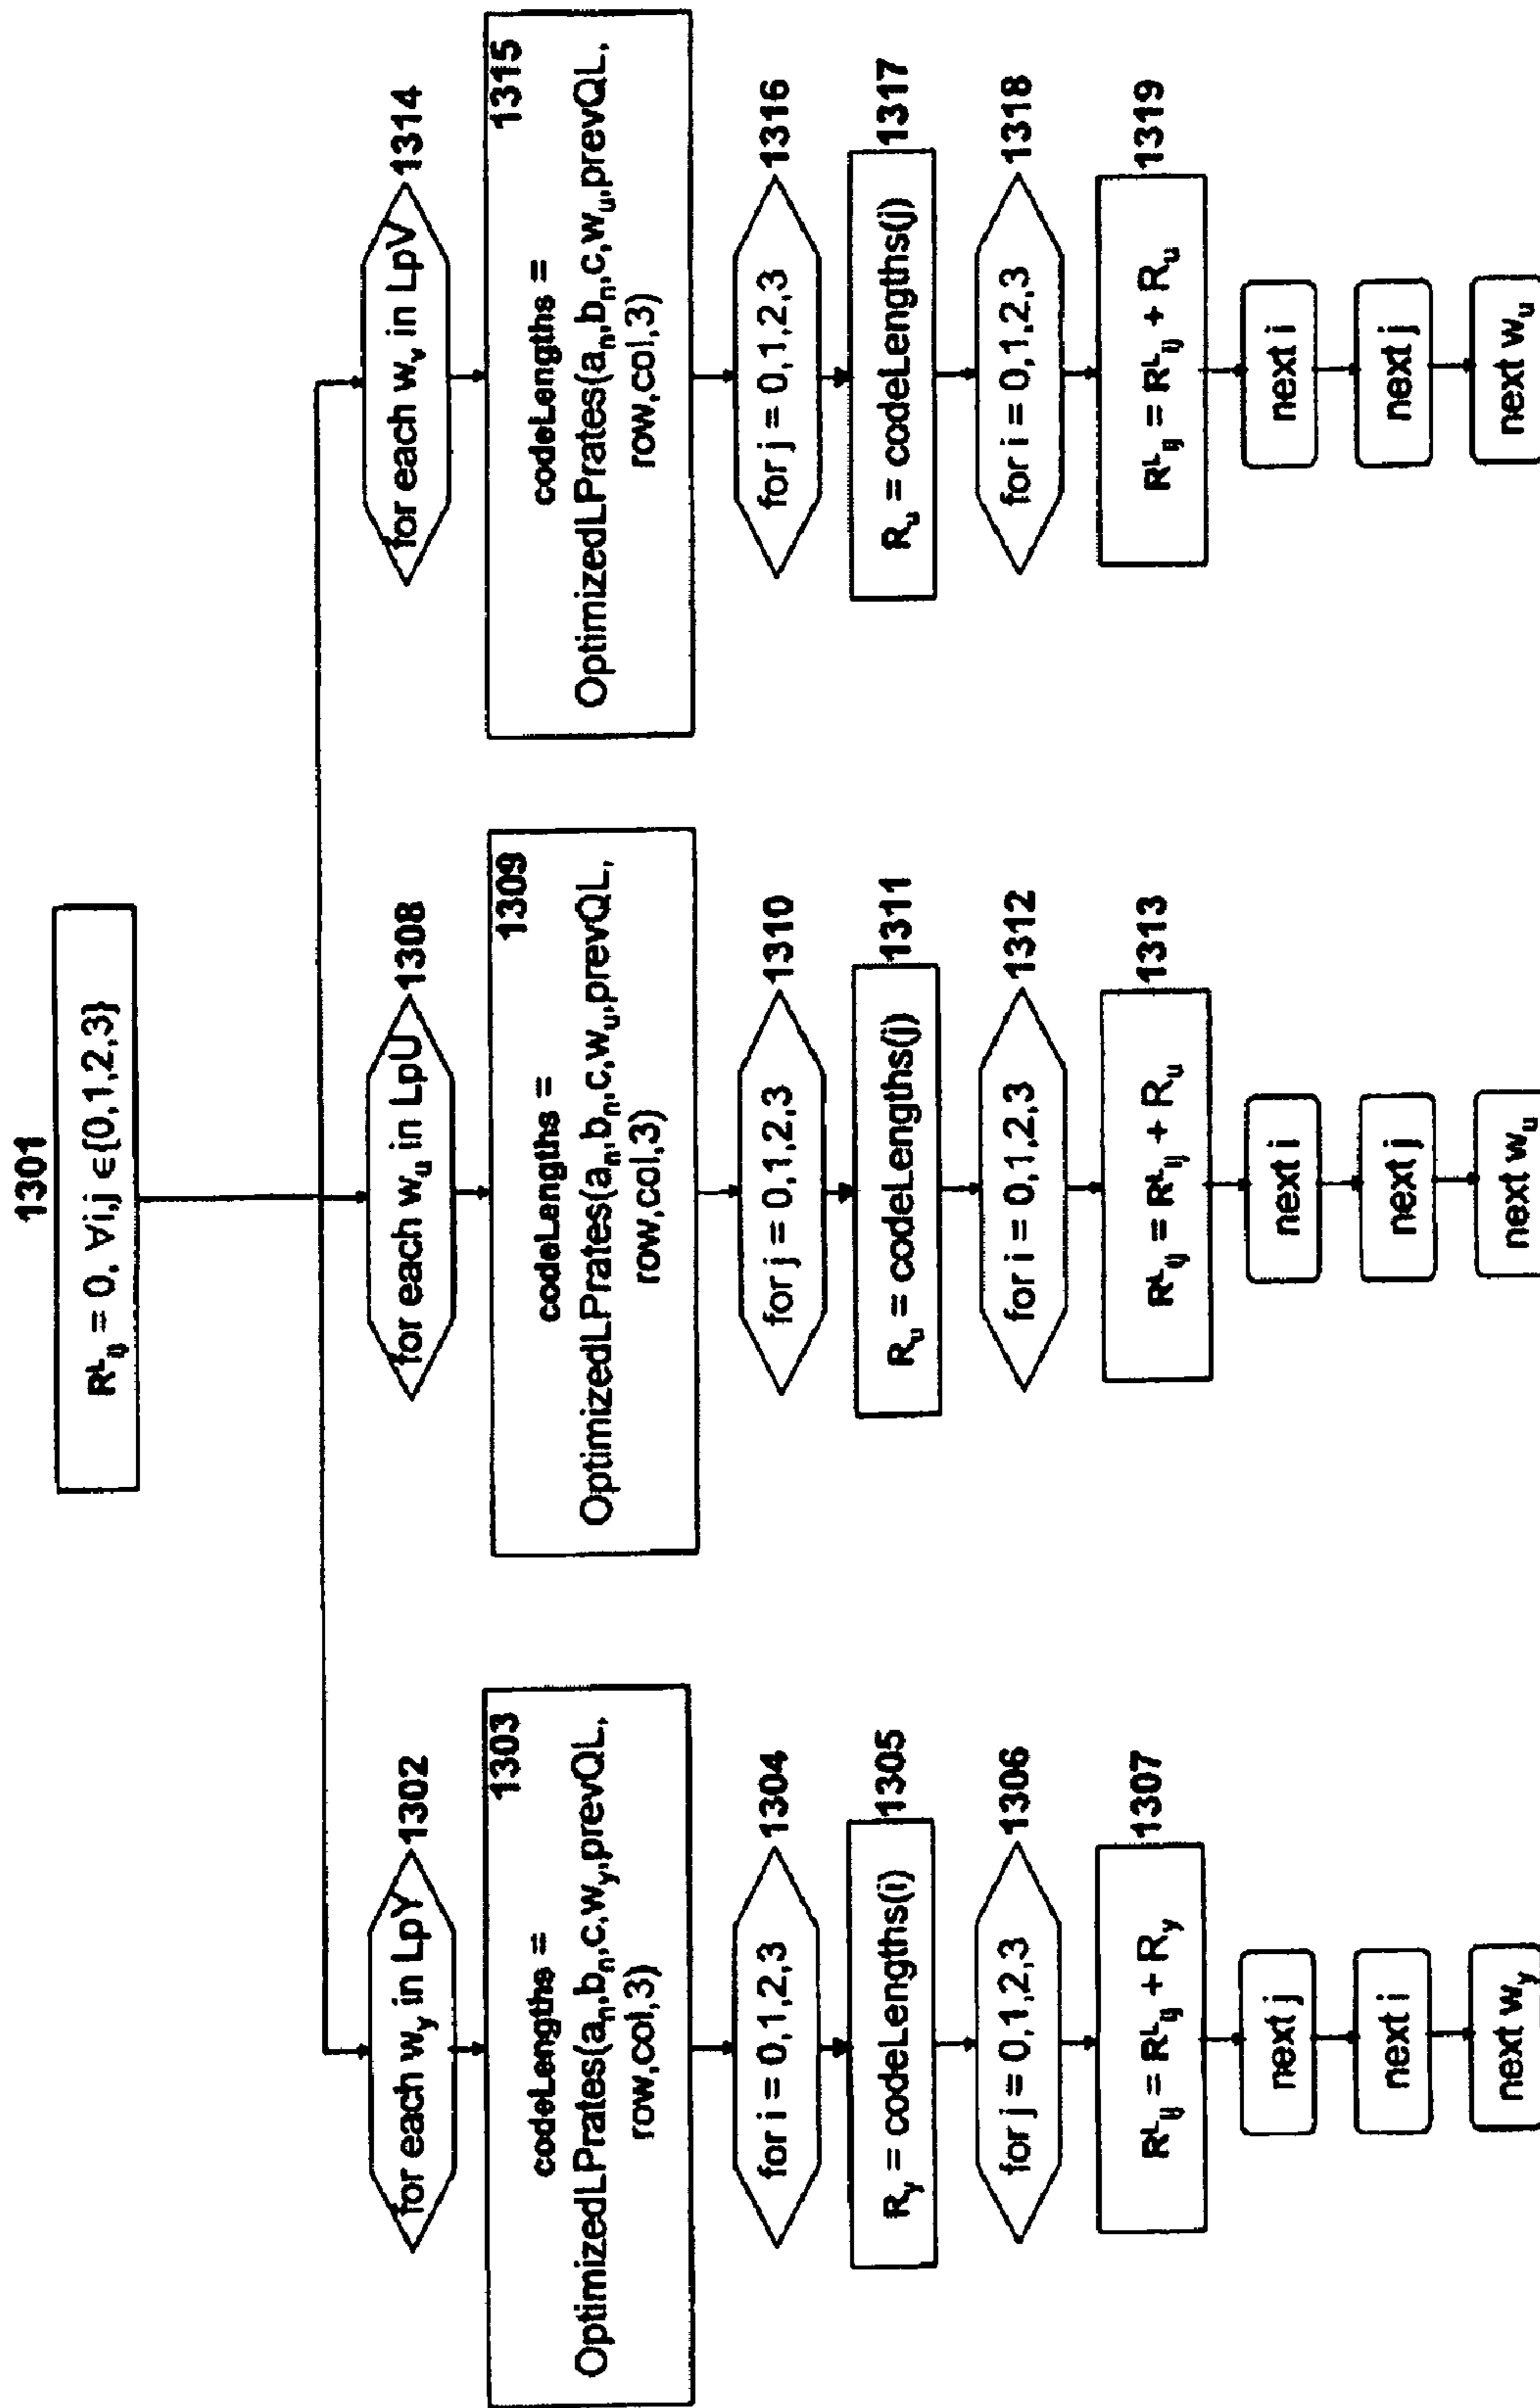 1301
R^L_ij = 0, ∀i,j ∈{0,1,2,3}
for each w_y in LpY
1302
1303
codeLengths =
OptimizedLPrates(a_n,b_n,c,w_y,prevQL,
row,col,3)
for i = 0,1,2,3
1304
R_y = codeLengths(i)
1305
for j = 0,1,2,3
1306
R^L_ij = R^L_ij + R_y
1307
next j
next i
next w_y
for each w_u in LpU
1308
1309
codeLengths =
OptimizedLPrates(a_n,b_n,c,w_u,prevQL,
row,col,3)
for j = 0,1,2,3
1310
R_u = codeLengths(j)
1311
for i = 0,1,2,3
1312
R^L_ij = R^L_ij + R_u
1313
next i
next j
next w_u
for each w_v in LpV
1314
1315
codeLengths =
OptimizedLPrates(a_n,b_n,c,w_u,prevQL,
row,col,3)
for j = 0,1,2,3
1316
R_u = codeLengths(j)
1317
for i = 0,1,2,3
1318
R^L_ij = R^L_ij + R_u
1319
next i
next j
next w_u